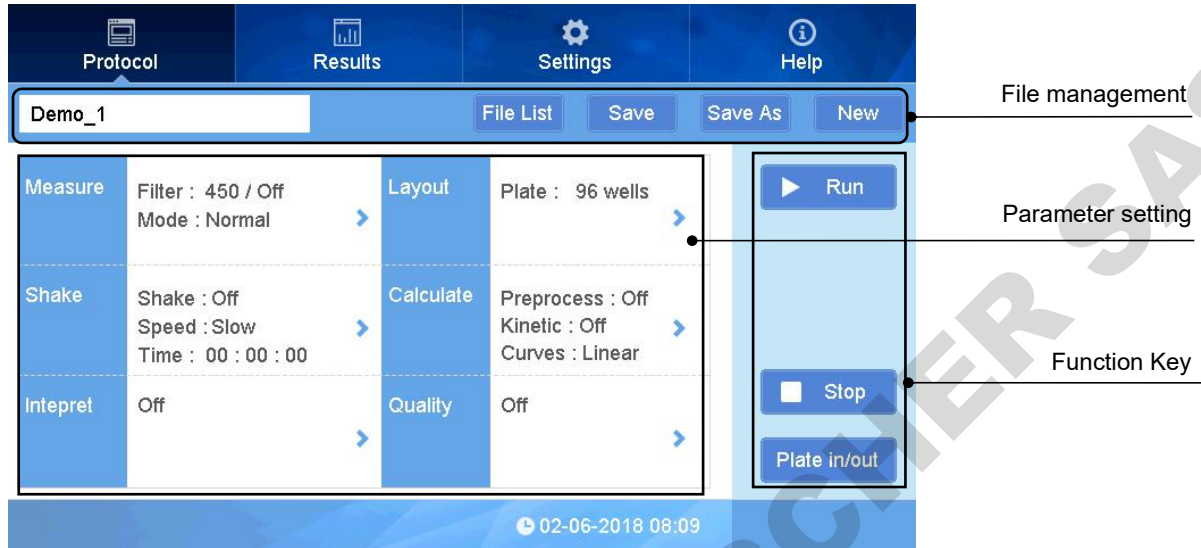 Protocol
Results
Settings
Help
Demo_1
File List
Save
Save As
New
File management
Measure
Filter : 450 / Off
Mode : Normal
Layout
Plate : 96 wells
Run
Parameter setting
Shake
Shake : Off
Speed : Slow
Time : 00 : 00 : 00
Calculate
Preprocess : Off
Kinetic : Off
Curves : Linear
Function Key
Intepret
Off
Quality
Off
Stop
Plate in/out
02-06-2018 08:09